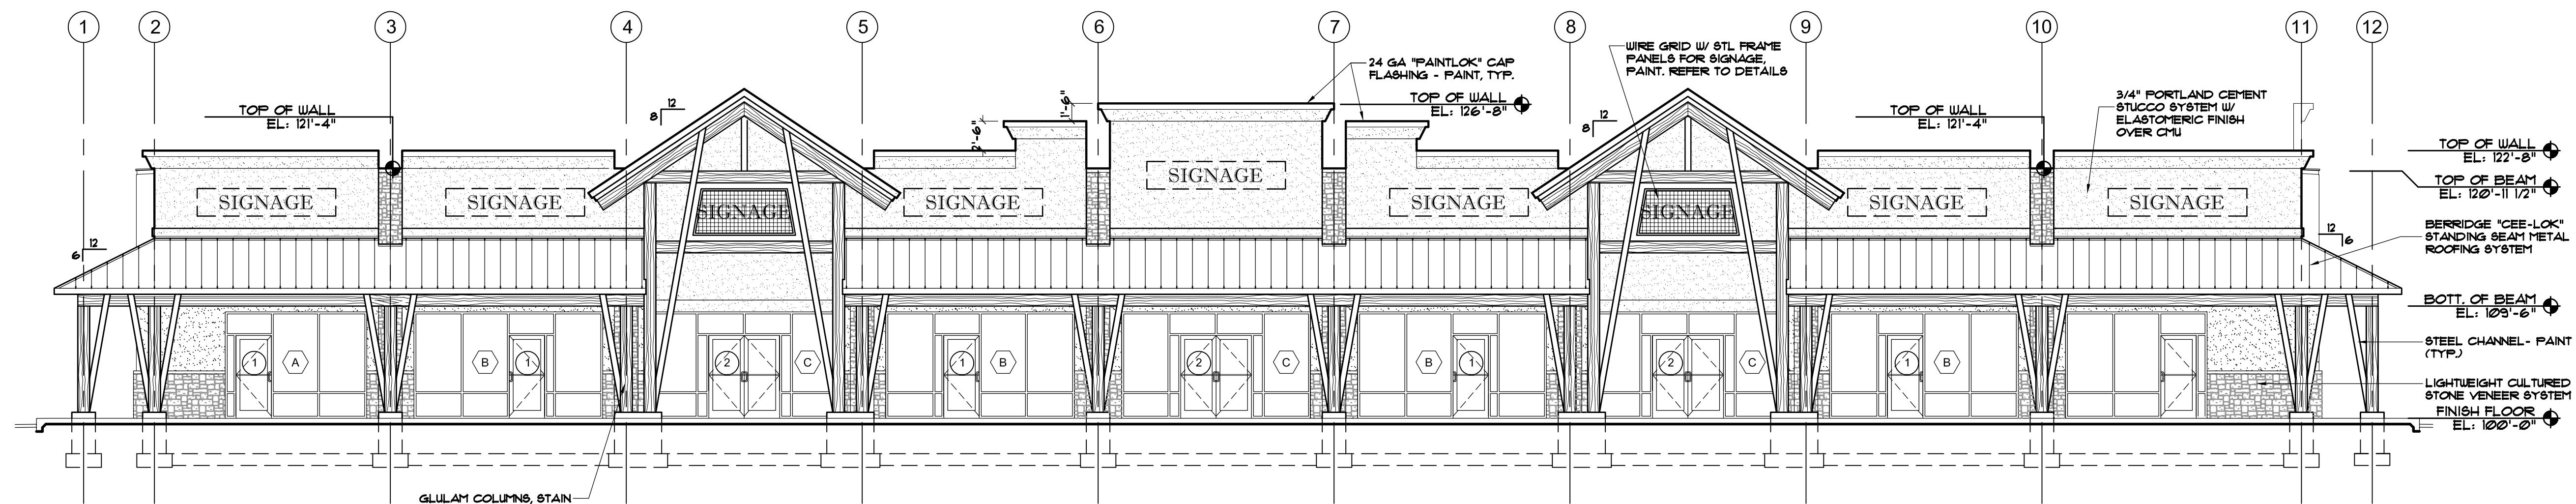 1 2 3 4 5 6 7 8 9 10 11 12
TOP OF WALL
EL: 121'-4"
12
8
2'-6"
1'-6"
24 GA "PAINTLOK" CAP
FLASHING - PAINT, TYP.
TOP OF WALL
EL: 126'-8"
WIRE GRID W/ STL FRAME
PANELS FOR SIGNAGE,
PAINT. REFER TO DETAILS
12
8
TOP OF WALL
EL: 121'-4"
3/4" PORTLAND CEMENT
STUCCO SYSTEM W/
ELASTOMERIC FINISH
OVER CMU
TOP OF WALL
EL: 122'-8"
TOP OF BEAM
EL: 120'-11 1/2"
SIGNAGE
SIGNAGE
SIGNAGE
SIGNAGE
SIGNAGE
SIGNAGE
SIGNAGE
SIGNAGE
SIGNAGE
12
6
12
6
BERRIDGE "CEE-LOK"
STANDING SEAM METAL
ROOFING SYSTEM
BOTT. OF BEAM
EL: 109'-6"
STEEL CHANNEL- PAINT
(TYP.)
1 A B 1 2 C 1 B 2 C B 1 2 C 1 B
LIGHTWEIGHT CULTURED
STONE VENEER SYSTEM
FINISH FLOOR
EL: 100'-0"
GLULAM COLUMNS, STAIN